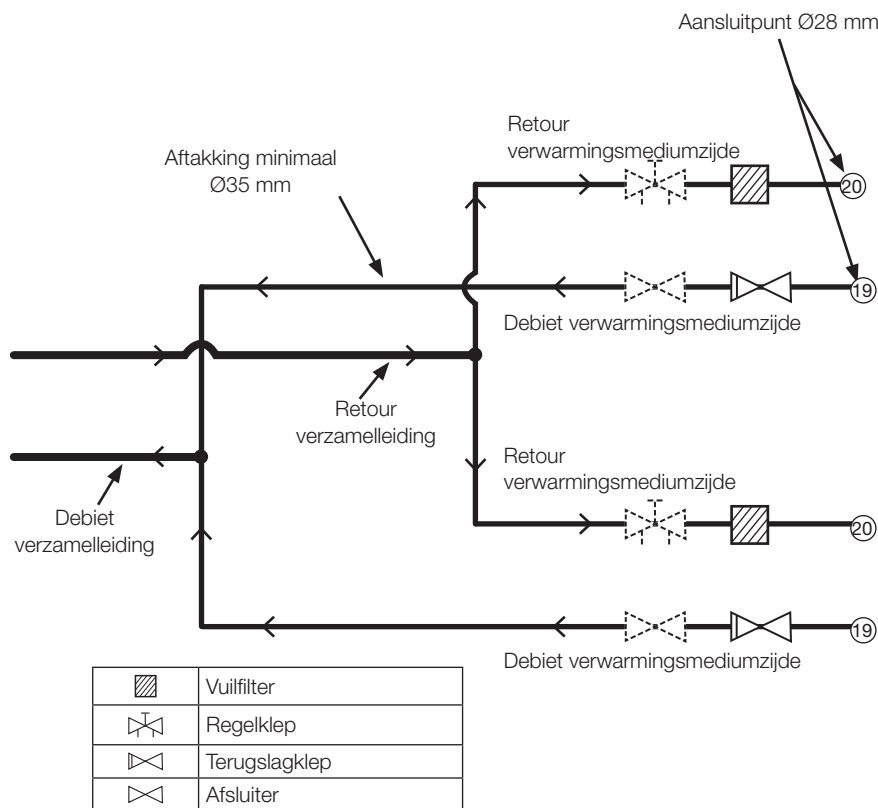 Aansluitpunt Ø28 mm
Retour
verwarmingsmediumzijde
Aftakking minimaal
Ø35 mm
20
19
Debiet verwarmingsmediumzijde
Retour
verzamelleiding
Retour
verwarmingsmediumzijde
Debiet
verzamelleiding
20
19
Debiet verwarmingsmediumzijde
Vuilfilter
Regelklep
Terugslagklep
Afsluiter